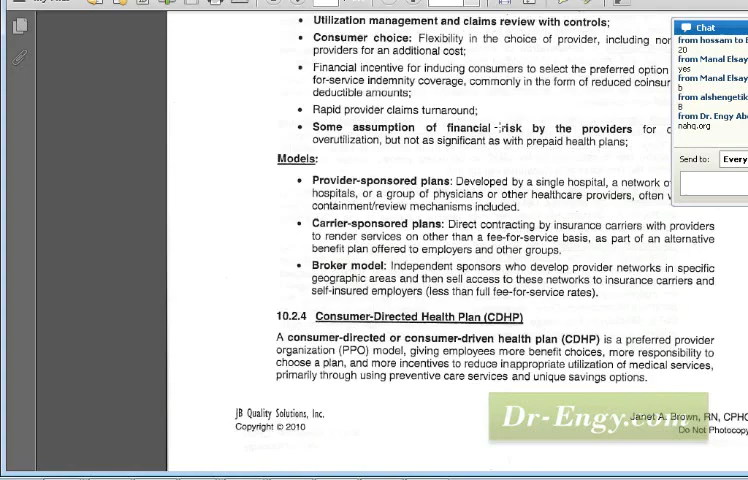 • Utilization management and claims review with controls;
• Consumer choice: Flexibility in the choice of provider, including
providers for an additional cost;
• Financial incentive for inducing consumers to select the preferred option
for-service indemnity coverage, commonly in the form of reduced
deductible amounts;
• Rapid provider claims turnaround;
• Some assumption of financial risk by the providers for
overutilization, but not as significant as with prepaid health plans;
Models:
• Provider-sponsored plans: Developed by a single hospital, a network
hospitals, or a group of physicians or other healthcare providers, often
containment/review mechanisms included.
• Carrier-sponsored plans: Direct contracting by insurance carriers with providers
to render services on other than a fee-for-service basis, as part of an alternative
benefit plan offered to employers and other groups.
• Broker model: Independent sponsors who develop provider networks in specific
geographic areas and then sell access to these networks to insurance carriers and
self-insured employers (less than full fee-for-service rates).
10.2.4 Consumer-Directed Health Plan (CDHP)
A consumer-directed or consumer-driven health plan (CDHP) is a preferred provider
organization (PPO) model, giving employees more benefit choices, more responsibility to
choose a plan, and more incentives to reduce inappropriate utilization of medical services,
primarily through using preventive care services and unique savings options.
JB Quality Solutions, Inc.
Copyright © 2010
Dr-Engy.com
Janet A. Brown, RN, CPHQ
Do Not Photocopy
Chat
from hossam to
20
from Manal Elsay
yes
from Manal Elsay
b
from alshengetik
B
from Dr. Engy Ab
nahq.org
Send to: Every